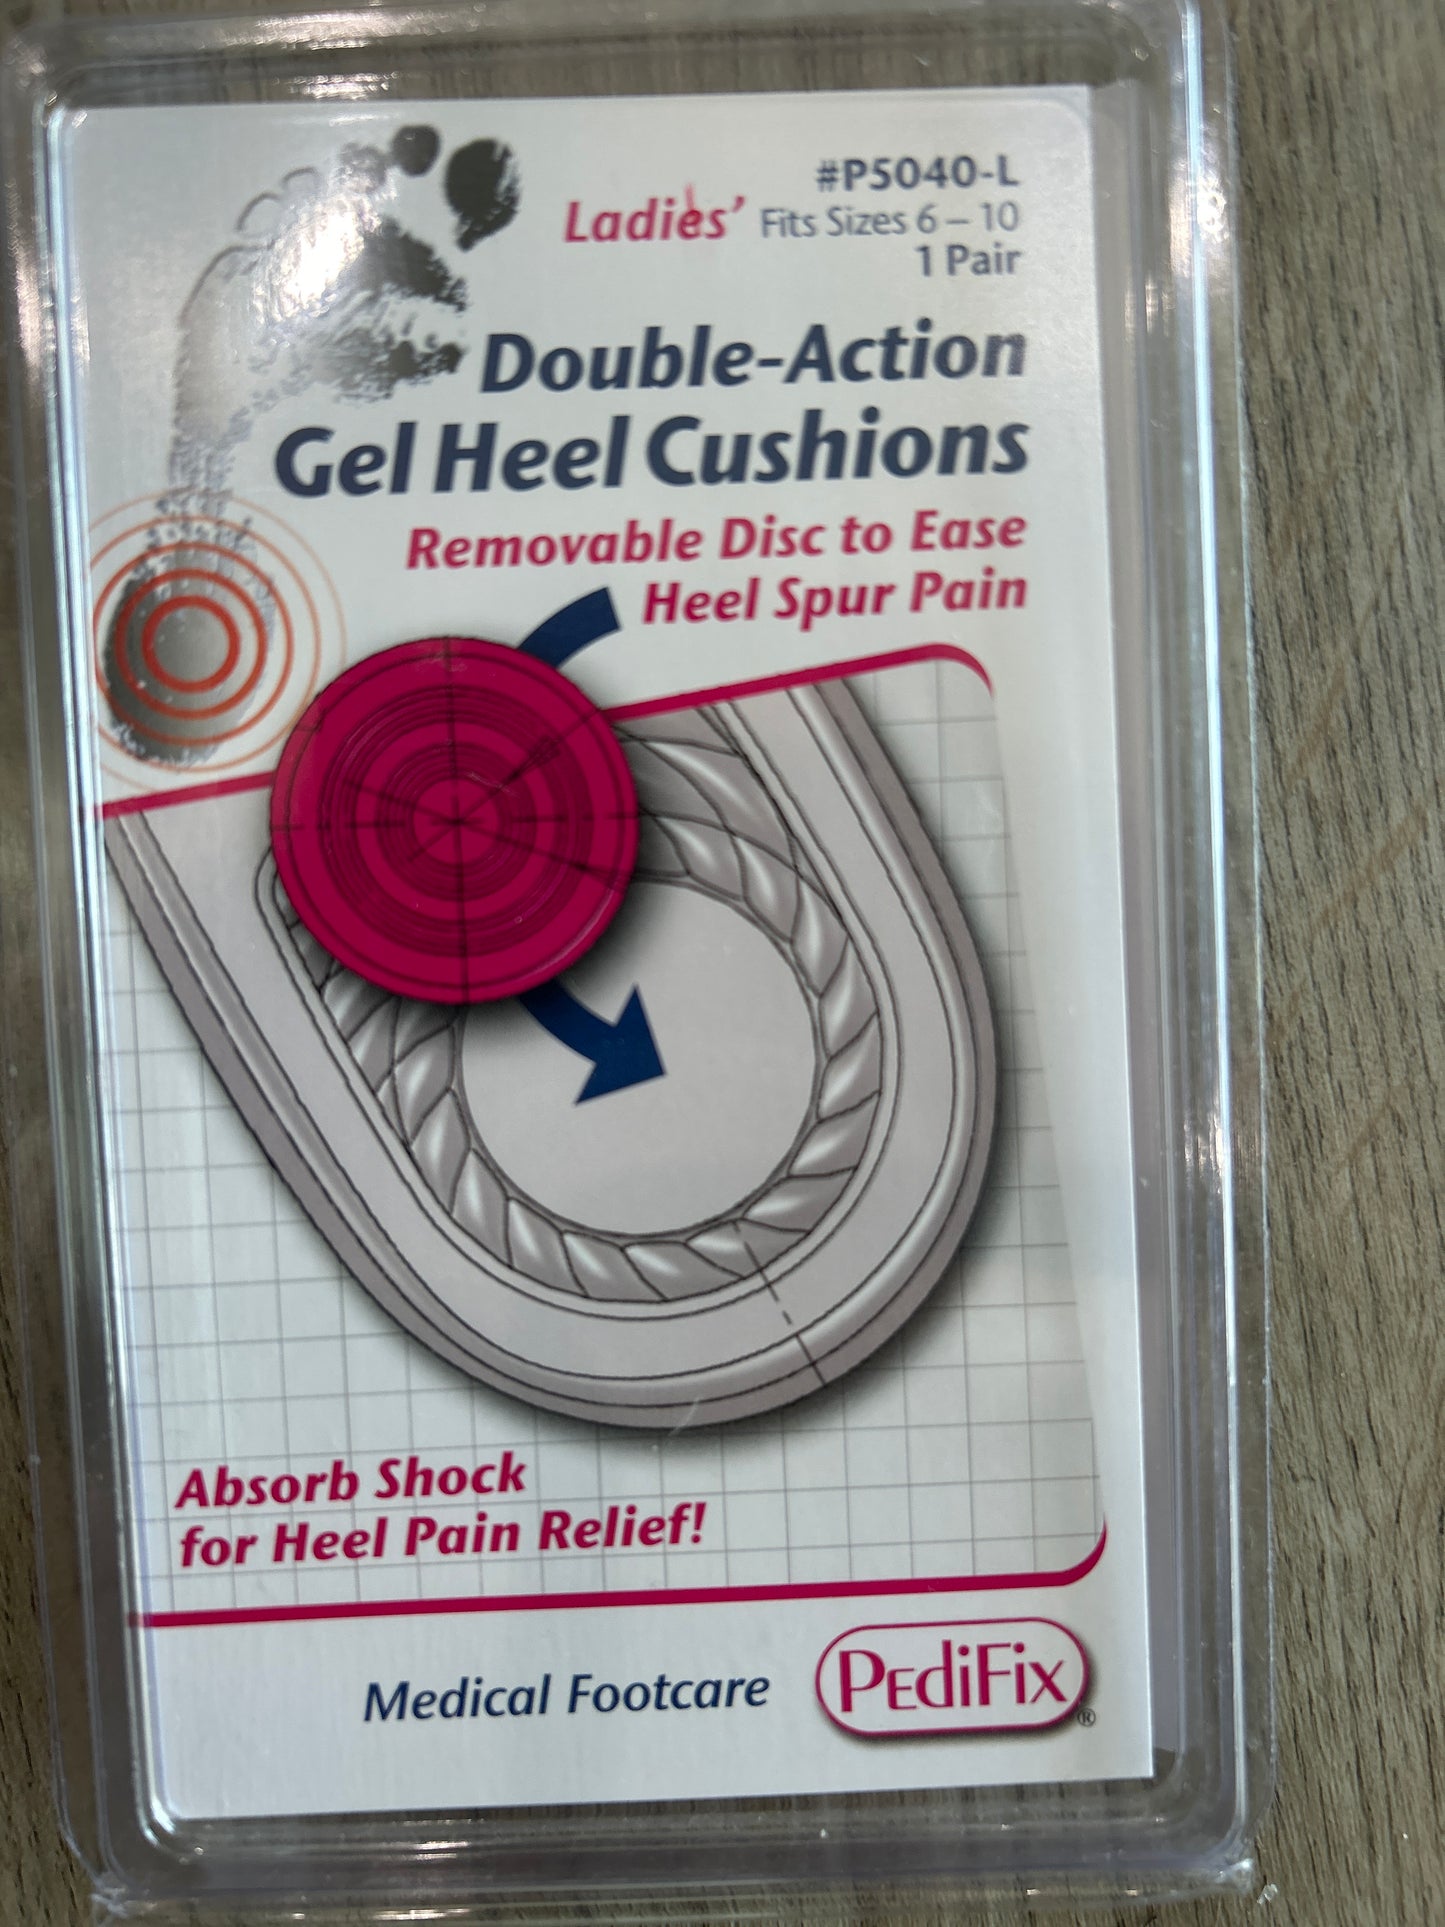 #P5040-L
Ladies’ Fits Sizes 6 – 10
1 Pair
Double-Action
Gel Heel Cushions
Removable Disc to Ease
Heel Spur Pain
Absorb Shock
for Heel Pain Relief!
Medical Footcare
PEDiFix®